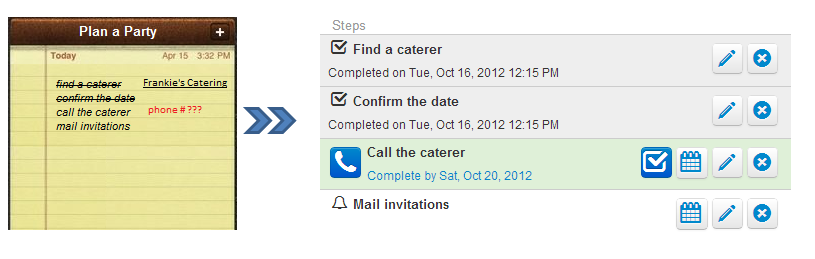 Plan a Party +
Today Apr 15 3:32 PM
find a caterer Frankie's Catering
confirm the date
call the caterer phone #???
mail invitations
Steps
Find a caterer
Completed on Tue, Oct 16, 2012 12:15 PM
Confirm the date
Completed on Tue, Oct 16, 2012 12:15 PM
Call the caterer
Complete by Sat, Oct 20, 2012
Mail invitations